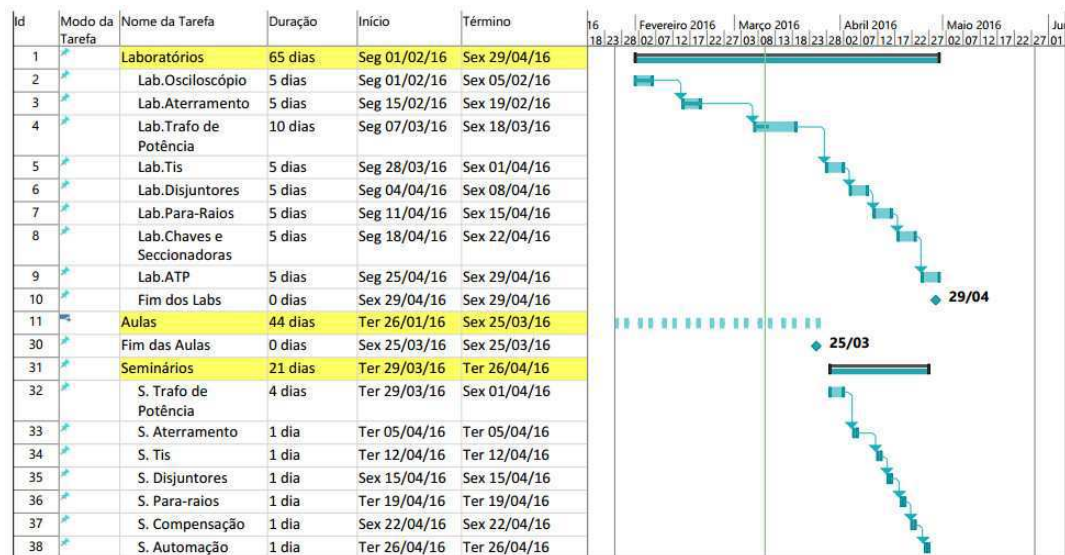 Id Modo da Tarefa Nome da Tarefa Duração Início Término
16 Fevereiro 2016 Março 2016 Abril 2016 Maio 2016 Jun
18 23 28 02 07 12 17 22 27 03 08 13 18 23 28 02 07 12 17 22 27 02 07 12 17 22 27 01
1 Laboratórios 65 dias Seg 01/02/16 Sex 29/04/16
2 Lab.Osciloscópio 5 dias Seg 01/02/16 Sex 05/02/16
3 Lab.Aterramento 5 dias Seg 15/02/16 Sex 19/02/16
4 Lab.Trafo de Potência 10 dias Seg 07/03/16 Sex 18/03/16
5 Lab.Tis 5 dias Seg 28/03/16 Sex 01/04/16
6 Lab.Disjuntores 5 dias Seg 04/04/16 Sex 08/04/16
7 Lab.Para-Raios 5 dias Seg 11/04/16 Sex 15/04/16
8 Lab.Chaves e Seccionadoras 5 dias Seg 18/04/16 Sex 22/04/16
9 Lab.ATP 5 dias Seg 25/04/16 Sex 29/04/16
10 Fim dos Labs 0 dias Sex 29/04/16 Sex 29/04/16 29/04
11 Aulas 44 dias Ter 26/01/16 Sex 25/03/16
30 Fim das Aulas 0 dias Sex 25/03/16 Sex 25/03/16 25/03
31 Seminários 21 dias Ter 29/03/16 Ter 26/04/16
32 S. Trafo de Potência 4 dias Ter 29/03/16 Sex 01/04/16
33 S. Aterramento 1 dia Ter 05/04/16 Ter 05/04/16
34 S. Tis 1 dia Ter 12/04/16 Ter 12/04/16
35 S. Disjuntores 1 dia Sex 15/04/16 Sex 15/04/16
36 S. Para-raios 1 dia Ter 19/04/16 Ter 19/04/16
37 S. Compensação 1 dia Sex 22/04/16 Sex 22/04/16
38 S. Automação 1 dia Ter 26/04/16 Ter 26/04/16